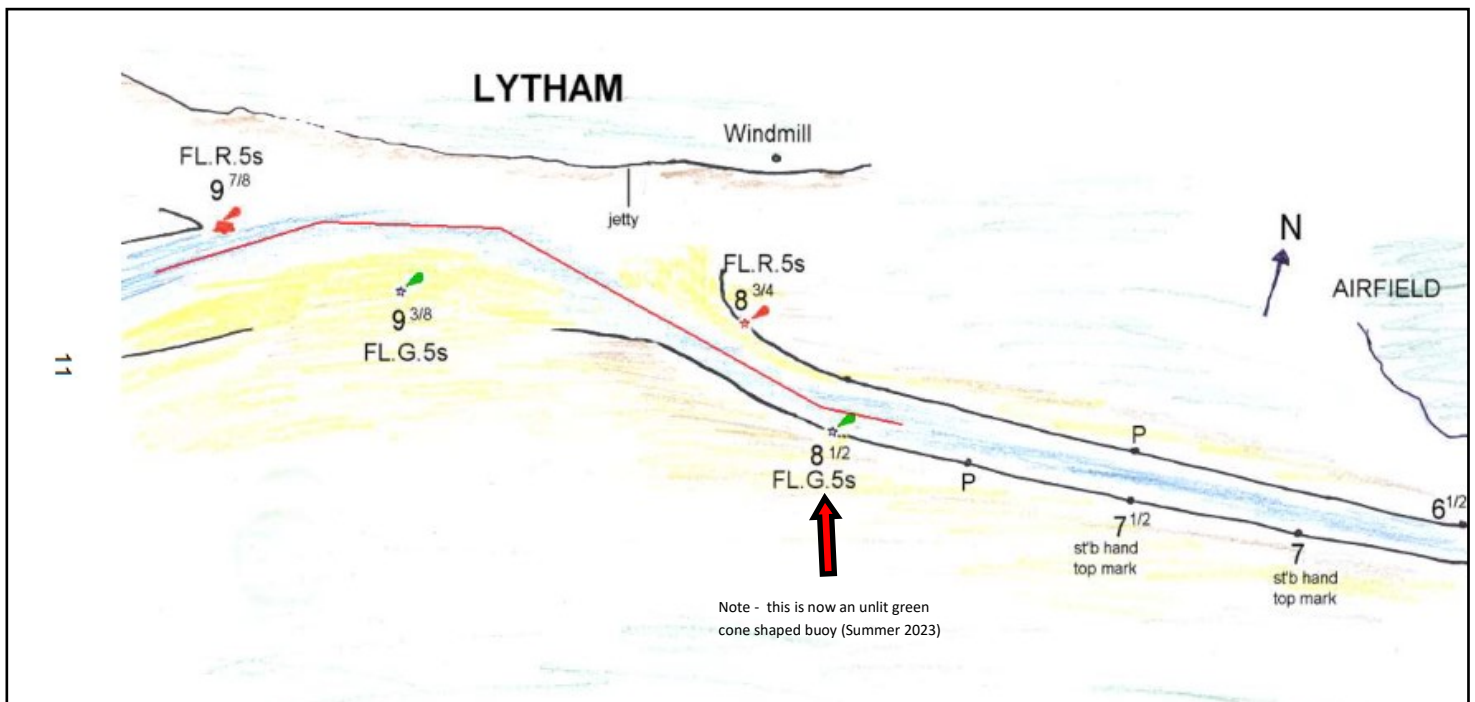 LYTHAM
Windmill
FL.R.5s
9 7/8
jetty
N
FL.R.5s
8 3/4
AIRFIELD
9 3/8
FL.G.5s
11
P
8 1/2
FL.G.5s
P
7 1/2
st'b hand
top mark
7
st'b hand
top mark
6 1/2
Note - this is now an unlit green
cone shaped buoy (Summer 2023)